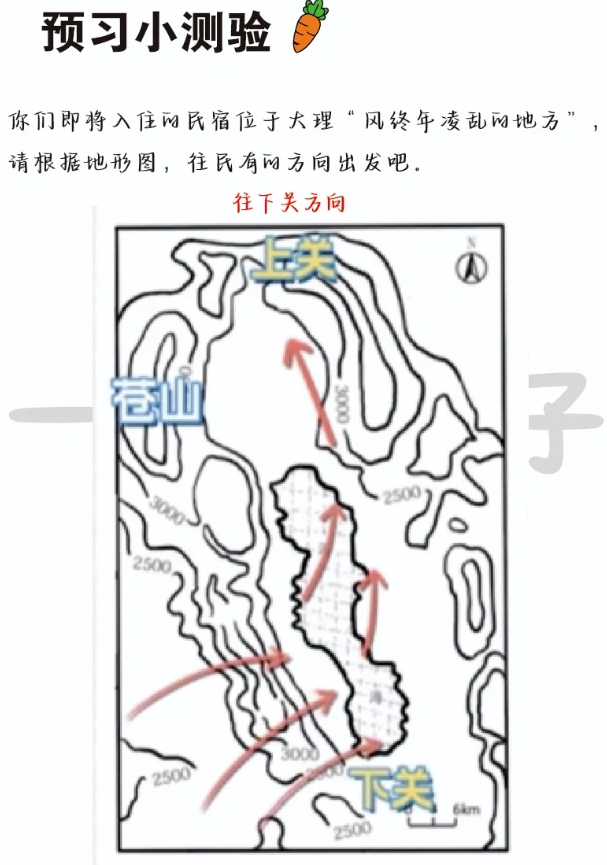 预习小测验
你们即将入住的民宿位于大理“风终年凌乱的地方”，
请根据地形图，往民宿的方向出发吧。
往下关方向
N
上关
苍山
3000
一
子
2500
3000
2500
海
3000
2500
2500
下关
6km
2500